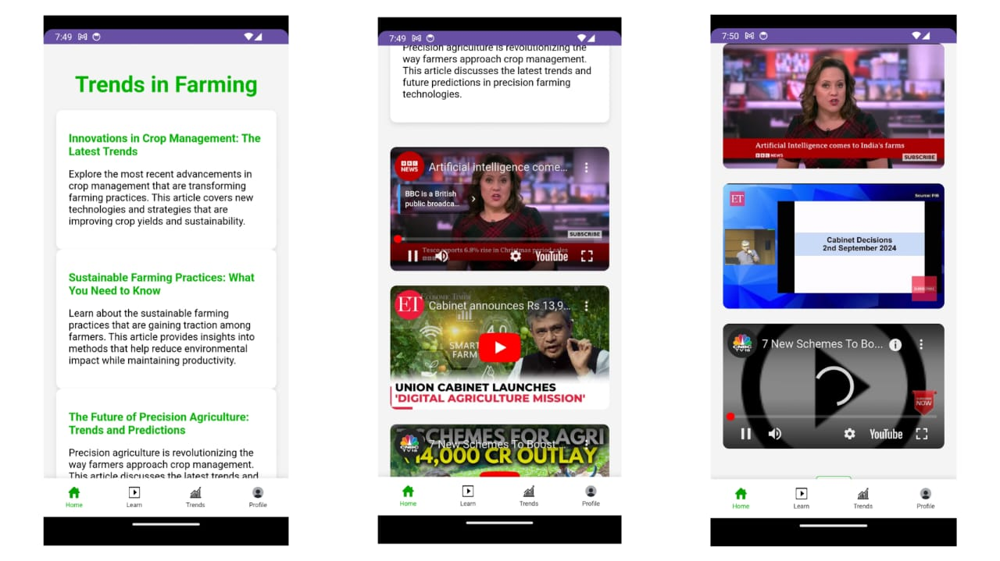 7:49
Trends in Farming
Innovations in Crop Management: The
Latest Trends
Explore the most recent advancements in
crop management that are transforming
farming practices. This article covers new
technologies and strategies that are
improving crop yields and sustainability.
Sustainable Farming Practices: What
You Need to Know
Learn about the sustainable farming
practices that are gaining traction among
farmers. This article provides insights into
methods that help reduce environmental
impact while maintaining productivity.
The Future of Precision Agriculture:
Trends and Predictions
Precision agriculture is revolutionizing the
way farmers approach crop management.
This article discusses the latest trends and
Home
Learn
Trends
Profile
7:49
Precision agriculture is revolutionizing the
way farmers approach crop management.
This article discusses the latest trends and
future predictions in precision farming
technologies.
BBC
NEWS
Artificial intelligence come...
BBC is a British
public broadca...
SUBSCRIBE
Tesco reports 6.8% rise in Christmas period sales
YouTube
ET
ECONOMIC TIMES
Cabinet announces Rs 13,9...
4.0
SMART
FARM
UNION CABINET LAUNCHES
'DIGITAL AGRICULTURE MISSION'
SCHEMES FOR AGRI
CNBC
TV18
7 New Schemes To Boost ...
₹14,000 CR OUTLAY
Home
Learn
Trends
Profile
7:50
Artificial Intelligence comes to India's farms
BBC NEWS
SUBSCRIBE
ET
Source: PIB
Cabinet Decisions
2nd September 2024
SUBSCRIBE
CNBC
TV18
7 New Schemes To Bo...
SUBSCRIBE
NOW
YouTube
Home
Learn
Trends
Profile